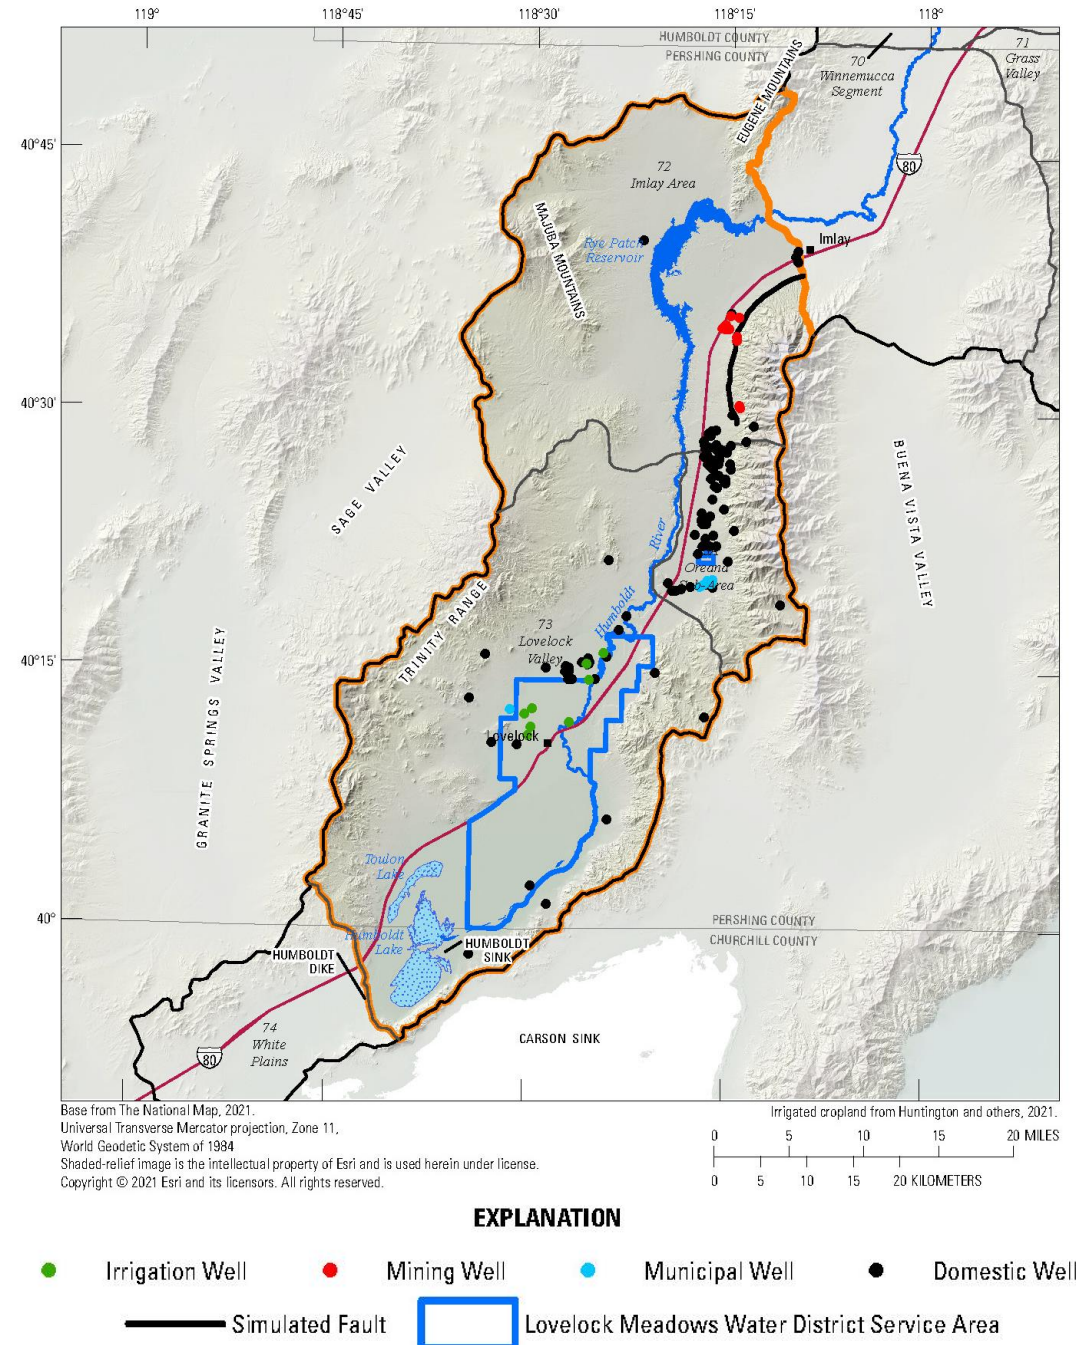 119°
118°45'
118°30'
118°15'
118°
HUMBOLDT COUNTY
PERSHING COUNTY
71
Grass
Valley
70
Winnemucca
Segment
EUGENE MOUNTAINS
40°45'
80
72
Imlay Area
MAJUBA MOUNTAINS
Rye Patch
Reservoir
Imlay
40°30'
SAGE VALLEY
BUENA VISTA VALLEY
River
Oreana
Sub-Area
TRINITY RANGE
Humboldt
73
Lovelock
Valley
40°15'
GRANITE SPRINGS VALLEY
Lovelock
Toulon
Lake
40°
PERSHING COUNTY
CHURCHILL COUNTY
Humboldt
Lake
HUMBOLDT
SINK
HUMBOLDT
DIKE
74
White
Plains
CARSON SINK
80
Base from The National Map, 2021.
Universal Transverse Mercator projection, Zone 11,
World Geodetic System of 1984
Shaded-relief image is the intellectual property of Esri and is used herein under license.
Copyright © 2021 Esri and its licensors. All rights reserved.
Irrigated cropland from Huntington and others, 2021.
0 5 10 15 20 MILES
0 5 10 15 20 KILOMETERS
EXPLANATION
Irrigation Well Mining Well Municipal Well Domestic Well
Simulated Fault Lovelock Meadows Water District Service Area